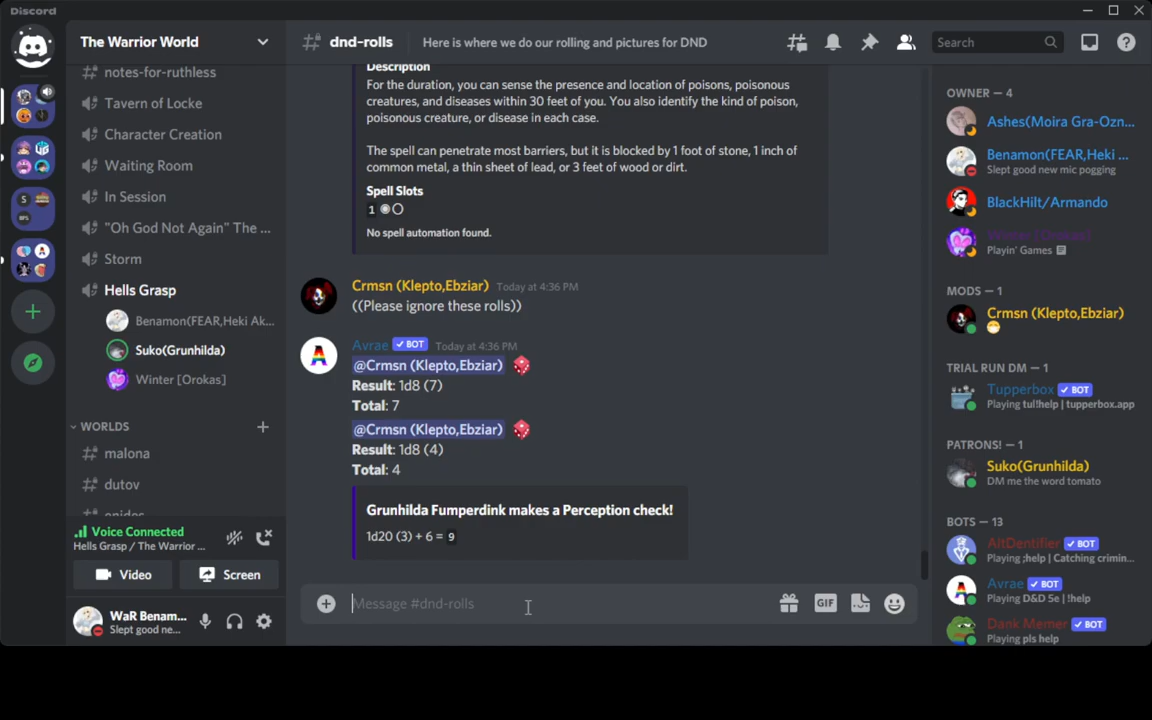 Discord
The Warrior World
notes-for-ruthless
Tavern of Locke
Character Creation
Waiting Room
In Session
"Oh God Not Again" The ...
Storm
Hells Grasp
Benamon(FEAR,Heki Ak...
Suko(Grunhilda)
Winter [Orokas]
WORLDS
malona
dutov
Voice Connected
Hells Grasp / The Warrior ...
Video
Screen
WaR Benam...
Slept good ne...
dnd-rolls
Here is where we do our rolling and pictures for DND
Search
Description
For the duration, you can sense the presence and location of poisons, poisonous
creatures, and diseases within 30 feet of you. You also identify the kind of poison,
poisonous creature, or disease in each case.
The spell can penetrate most barriers, but it is blocked by 1 foot of stone, 1 inch of
common metal, a thin sheet of lead, or 3 feet of wood or dirt.
Spell Slots
1
No spell automation found.
Crmsn (Klepto,Ebziar) Today at 4:36 PM
((Please ignore these rolls))
Avrae BOT Today at 4:36 PM
@Crmsn (Klepto,Ebziar)
Result: 1d8 (7)
Total: 7
@Crmsn (Klepto,Ebziar)
Result: 1d8 (4)
Total: 4
Grunhilda Fumperdink makes a Perception check!
1d20 (3) + 6 = 9
Message #dnd-rolls
GIF
OWNER — 4
Ashes(Moira Gra-Ozn...
Benamon(FEAR,Heki ...
Slept good new mic pogging
BlackHilt/Armando
Winter [Orokas]
Playin' Games
MODS — 1
Crmsn (Klepto,Ebziar)
TRIAL RUN DM — 1
Tupperbox BOT
Playing tul!help | tupperbox.app
PATRONS! — 1
Suko(Grunhilda)
DM me the word tomato
BOTS — 13
AltDentifier BOT
Playing ;help | Catching crimin...
Avrae BOT
Playing D&D 5e | !help
Dank Memer BOT
Playing pls help